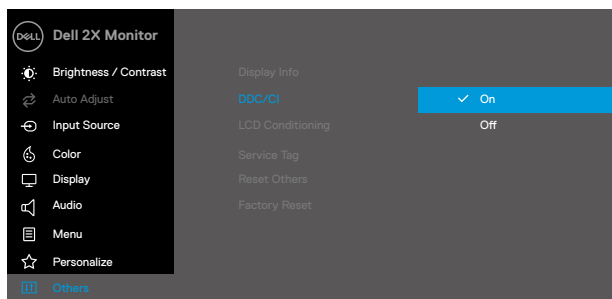 DELL
Dell 2X Monitor
Brightness / Contrast
Auto Adjust
Input Source
Color
Display
Audio
Menu
Personalize
Others
Display Info
DDC/CI
LCD Conditioning
Service Tag
Reset Others
Factory Reset
On
Off